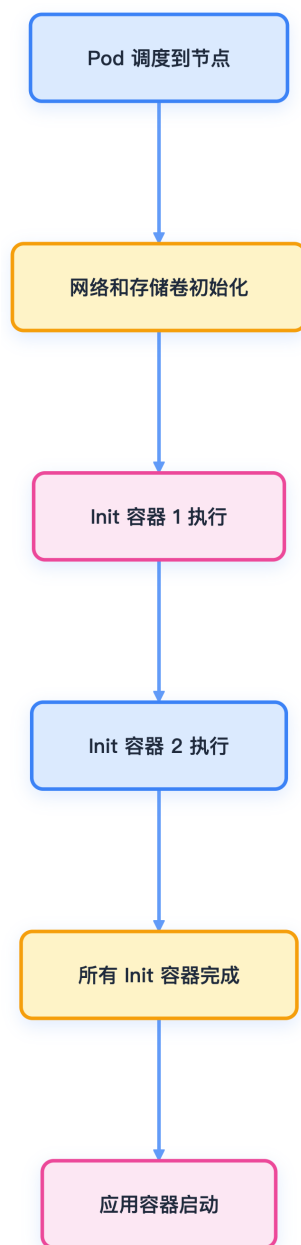 Pod 调度到节点
网络和存储卷初始化
Init 容器 1 执行
Init 容器 2 执行
所有 Init 容器完成
应用容器启动